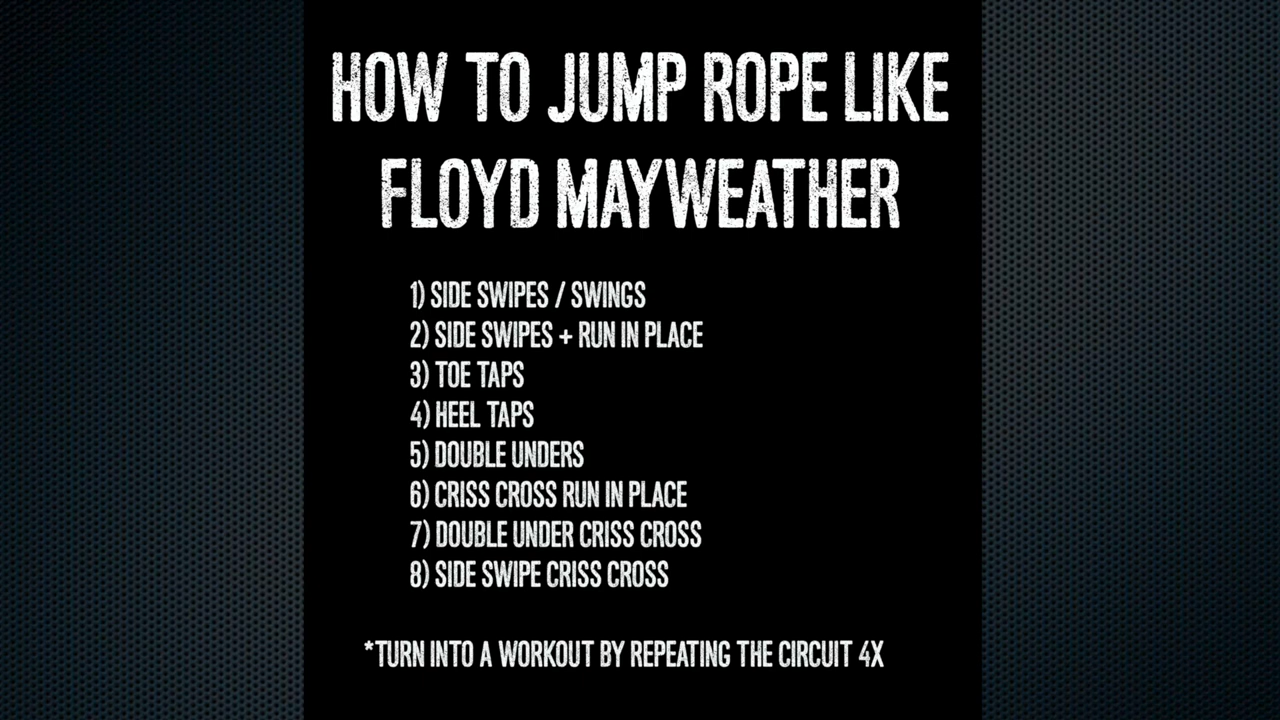 HOW TO JUMP ROPE LIKE
FLOYD MAYWEATHER
1) SIDE SWIPES / SWINGS
2) SIDE SWIPES + RUN IN PLACE
3) TOE TAPS
4) HEEL TAPS
5) DOUBLE UNDERS
6) CRISS CROSS RUN IN PLACE
7) DOUBLE UNDER CRISS CROSS
8) SIDE SWIPE CRISS CROSS
*TURN INTO A WORKOUT BY REPEATING THE CIRCUIT 4X